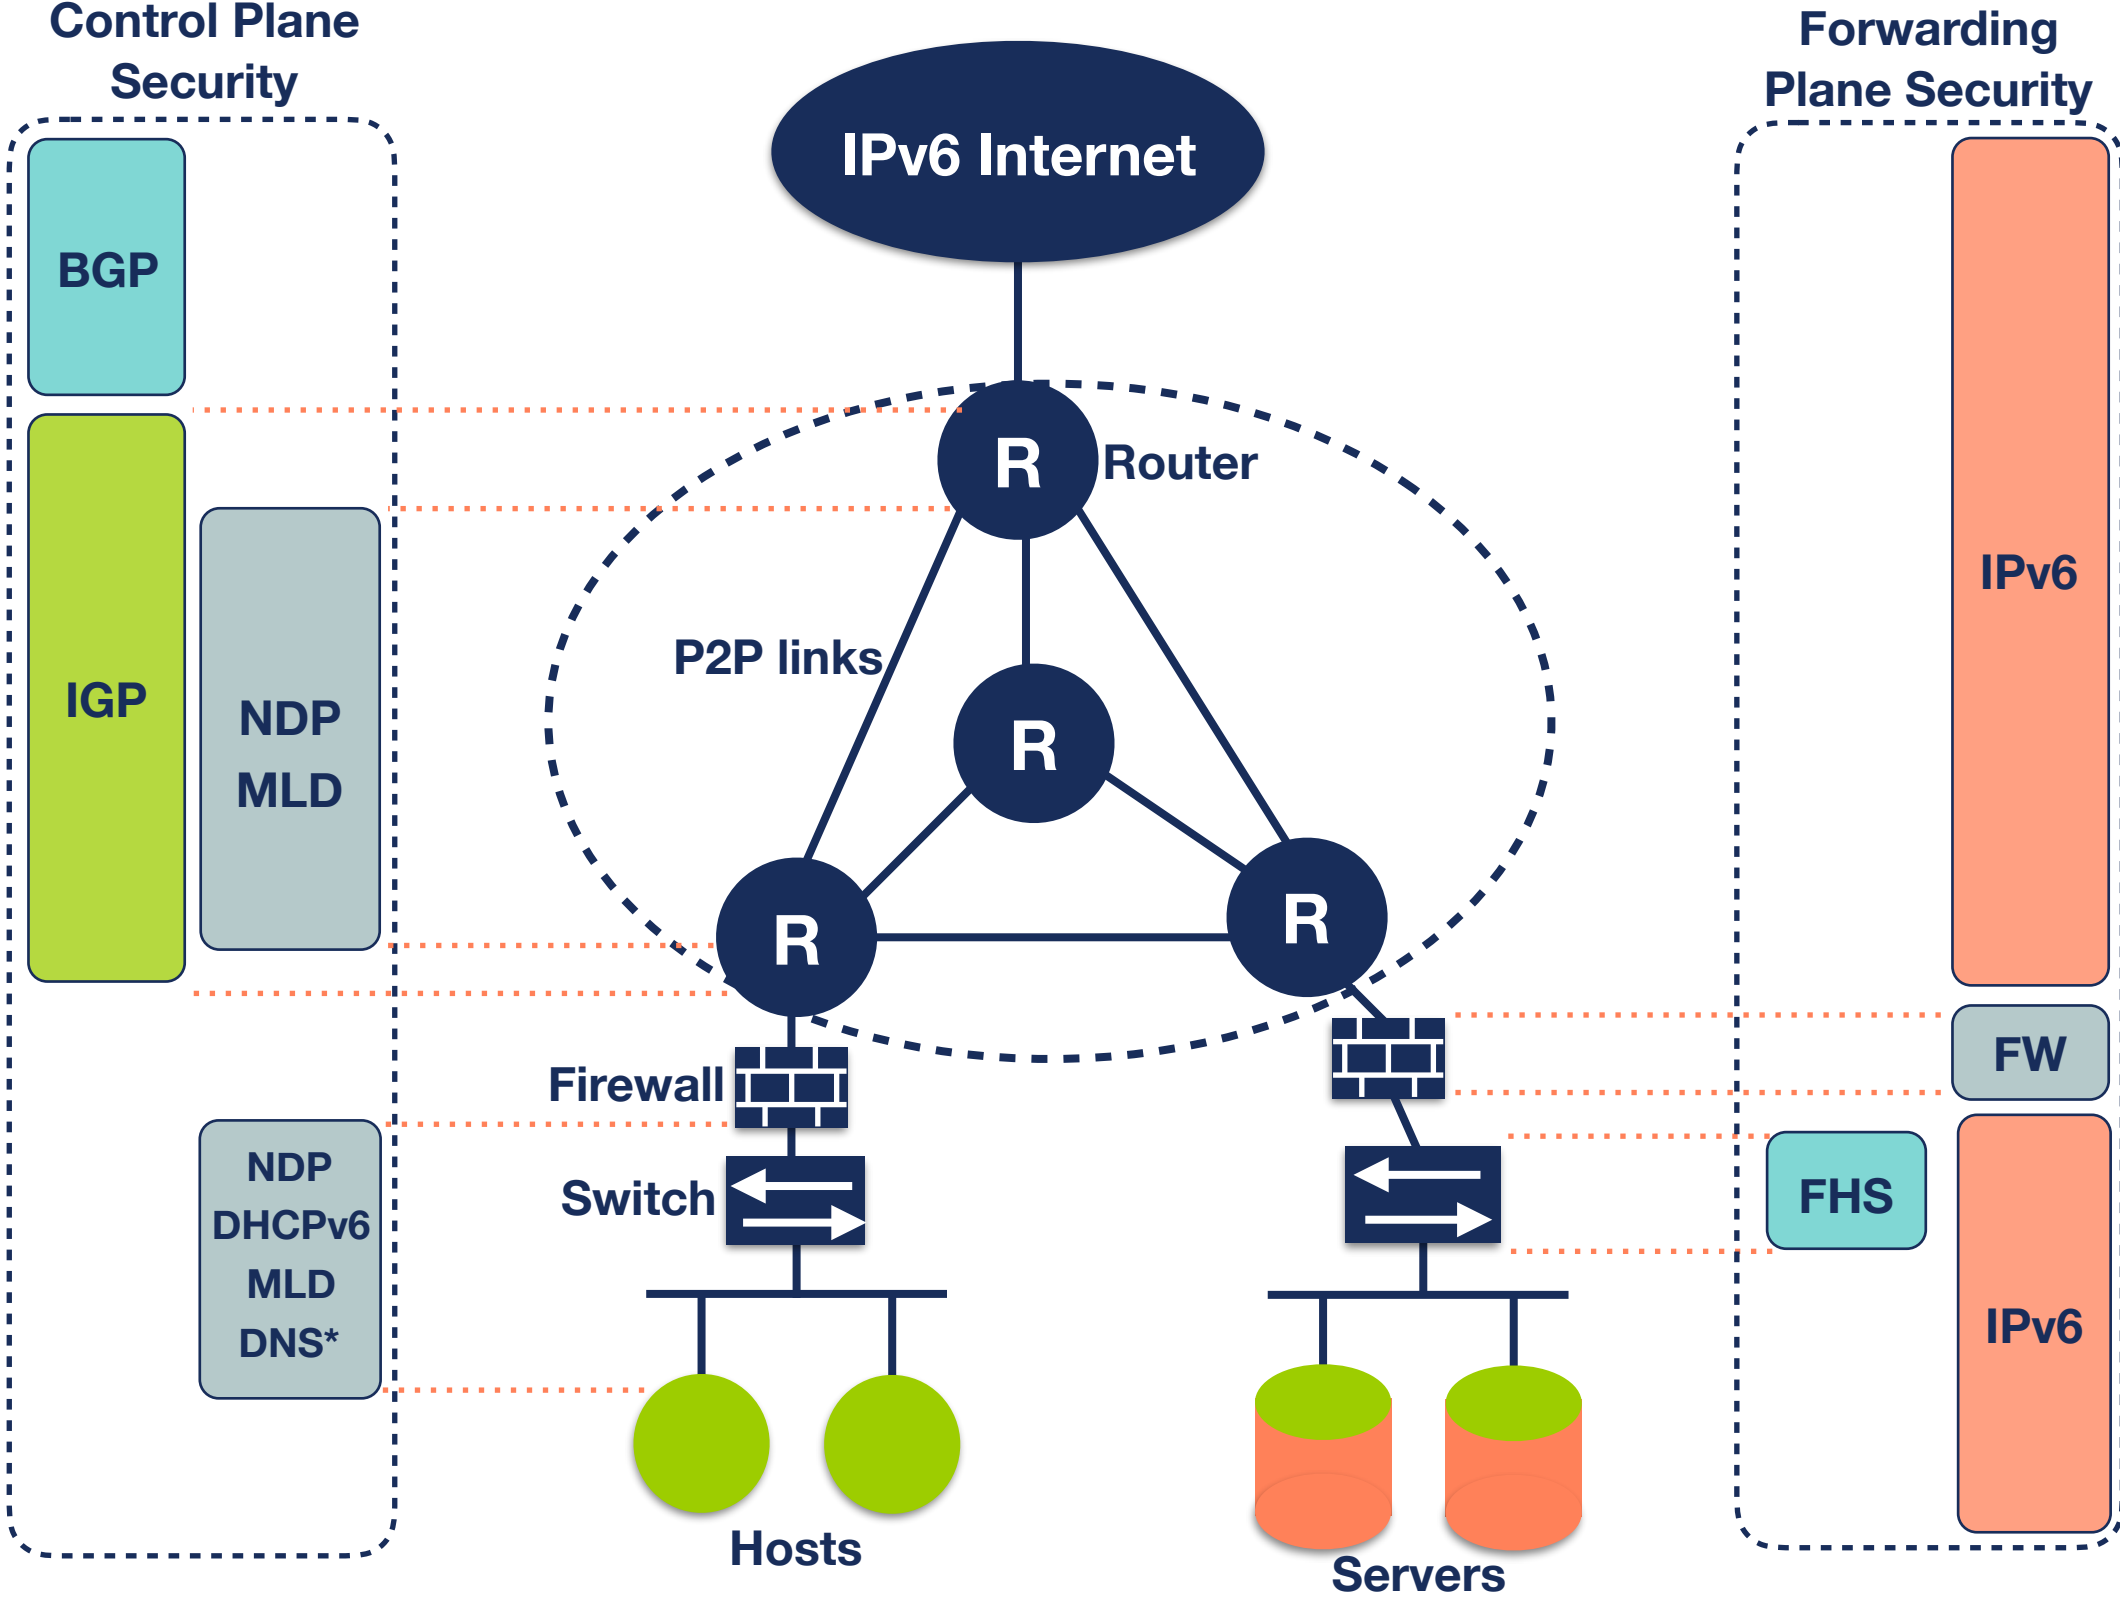 Control Plane
Security
Forwarding
Plane Security
IPv6 Internet
BGP
IGP
NDP
MLD
R
Router
P2P links
R
R
R
IPv6
Firewall
FW
NDP
DHCPv6
MLD
DNS*
Switch
FHS
IPv6
Hosts
Servers